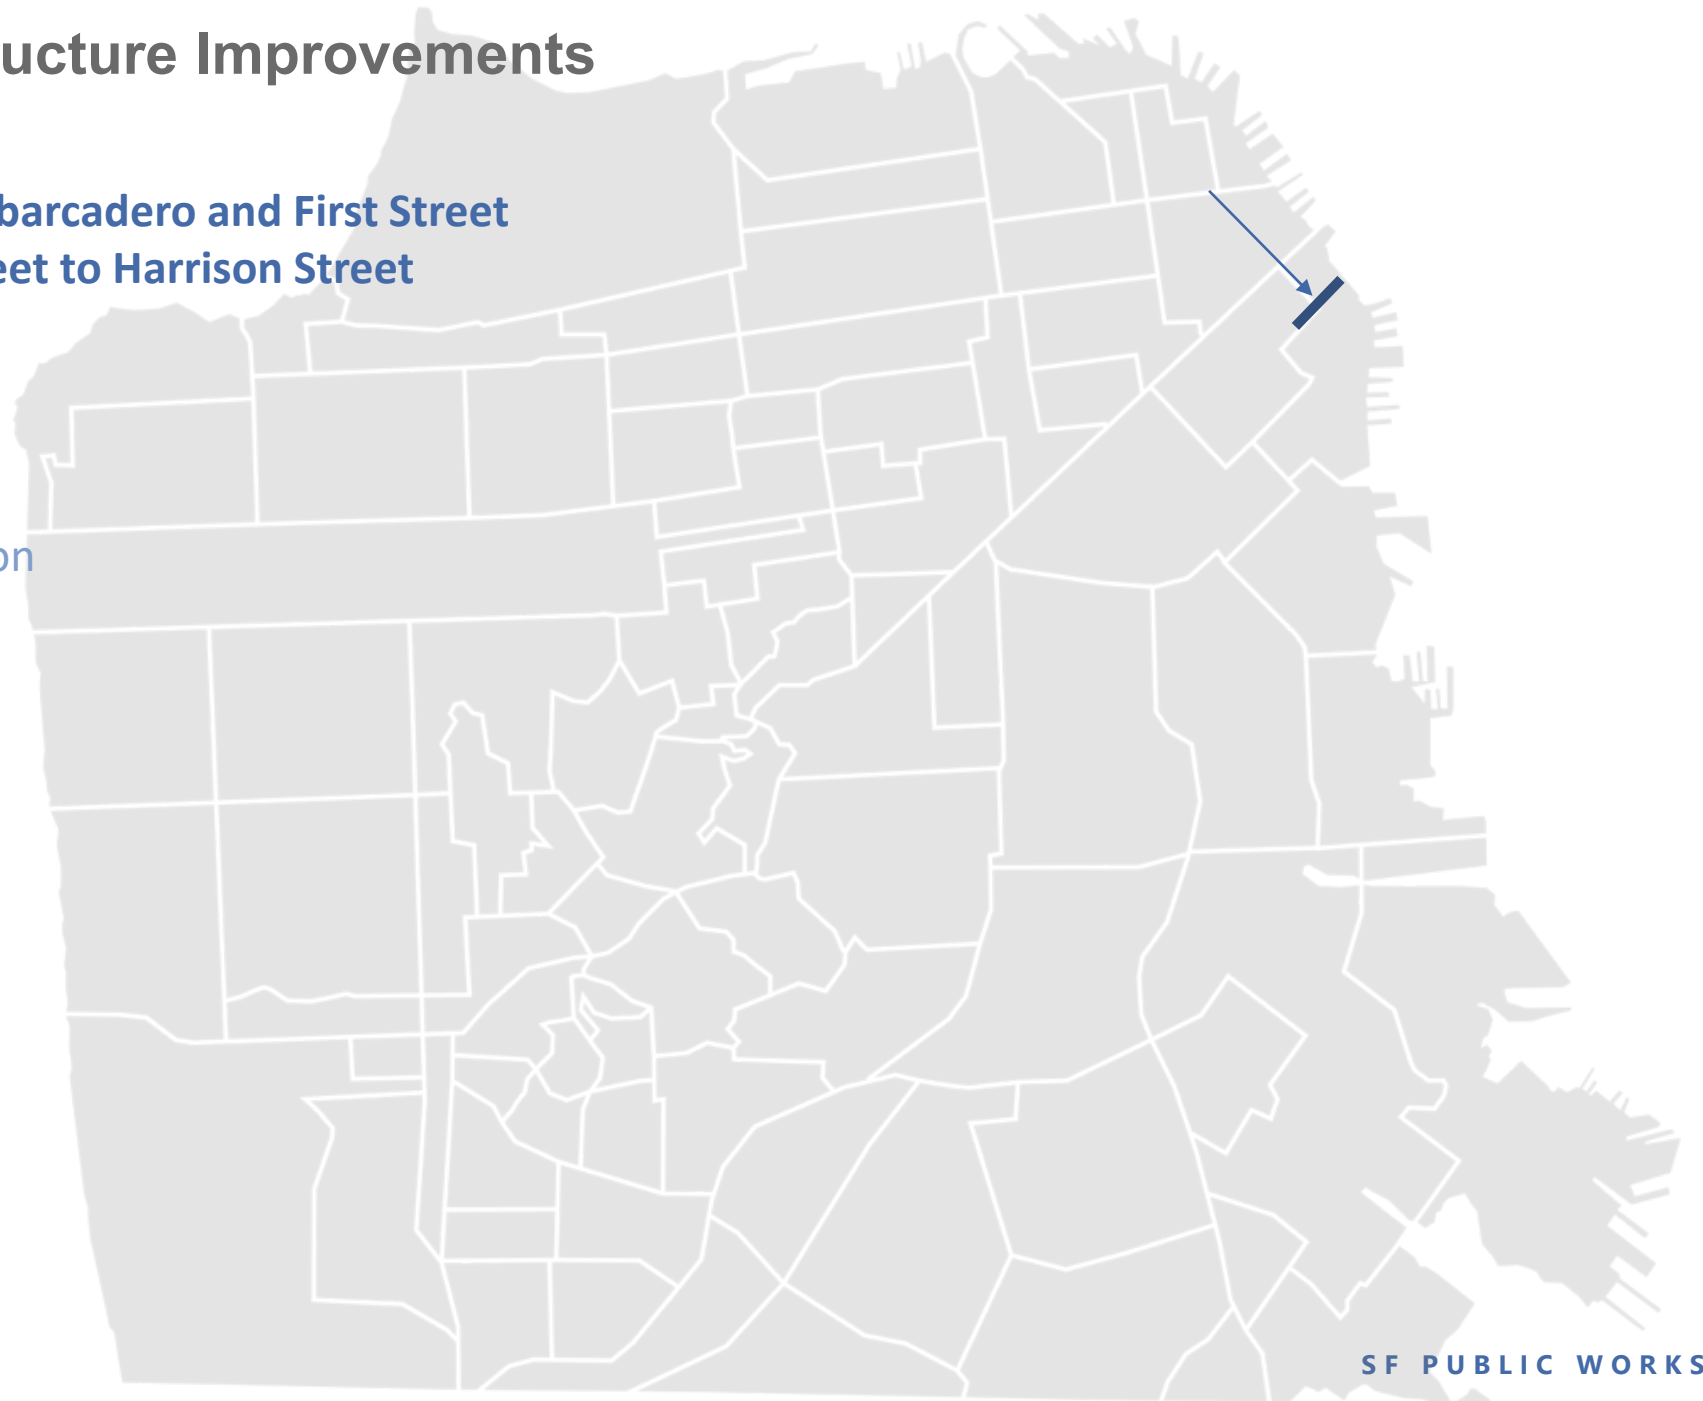 ucture Improvements
barcadero and First Street
eet to Harrison Street
on
SF PUBLIC WORKS